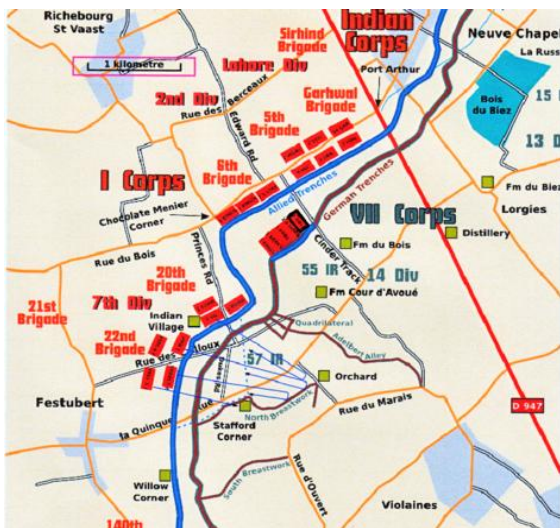 Richebourg
St Vaast
1 kilometre
Sirhind
Brigade
Indian
Corps
Neuve Chapel
La Russ
Lahore Div
Port Arthur
2nd Div
Rue des Berceaux
Garhwal
Brigade
5th
Brigade
Edward Rd
Bois
du Biez
15
13 D
6th
Brigade
I Corps
Allied Trenches
German Trenches
Fm du Biez
Lorgies
Chocolate Menier
Corner
VII Corps
Distillery
Rue du Bois
Princes Rd
Fm du Bois
Cinder Track
55 IR
14 Div
20th
Brigade
Fm Cour d'Avoué
21st
Brigade
7th Div
Indian
Village
Quadrilateral
22nd
Brigade
Adelbert Alley
Rue des
lloux
57 IR
Orchard
D 947
Festubert
la Quinque
Rue
North Breastwork
Rue du Marais
Stafford
Corner
Rue d'Ouvert
South Breastwork
Willow
Corner
Violaines
140th